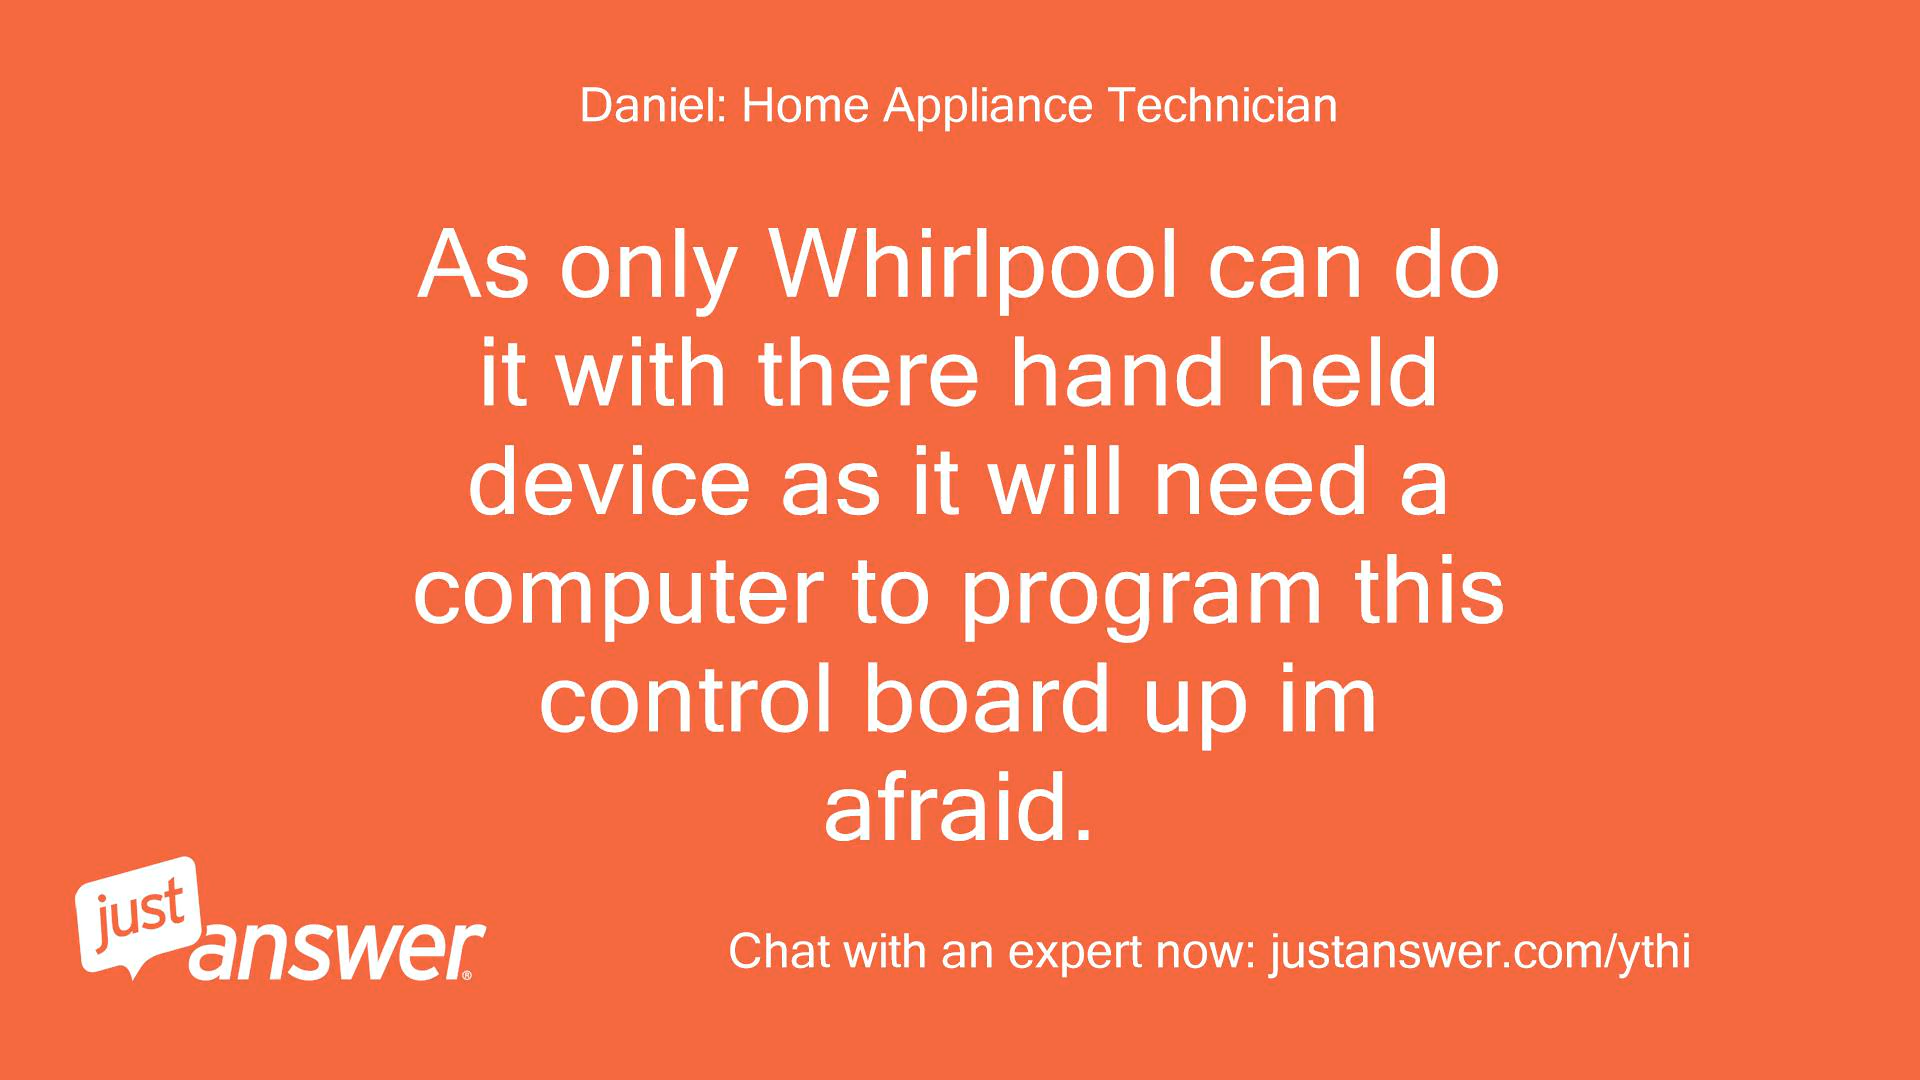 Daniel: Home Appliance Technician
As only Whirlpool can do
it with there hand held
device as it will need a
computer to program this
control board up im
afraid.
just
answer®
Chat with an expert now: justanswer.com/ythi